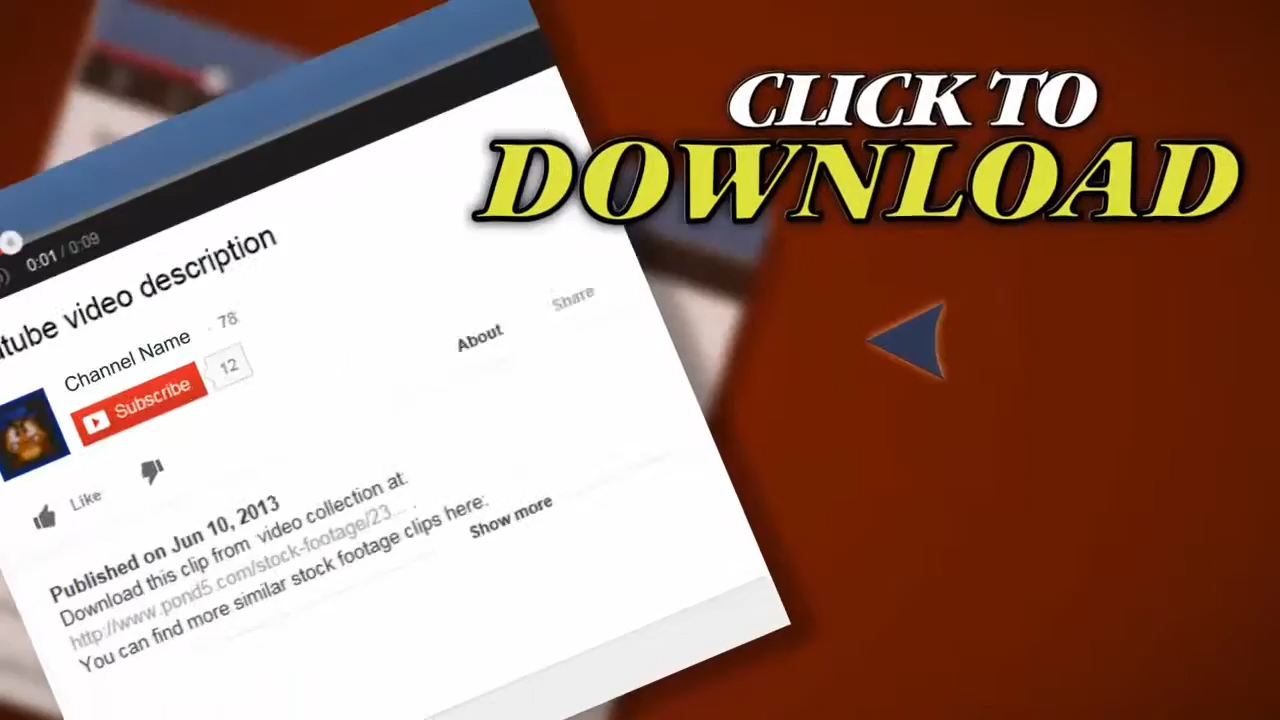 CLICK TO
DOWNLOAD
0:01 / 0:09
tube video description
Channel Name
78
Subscribe
12
About
Share
Like
Published on Jun 10, 2013
Download this clip from video collection at:
http://www.pond5.com/stock-footage/23... .
You can find more similar stock footage clips here:
Show more